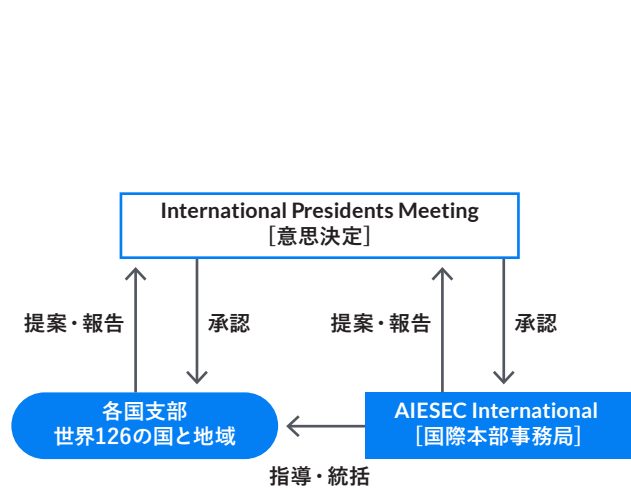 International Presidents Meeting
[意思決定]
提案・報告
承認
提案・報告
承認
各国支部
世界126の国と地域
AIESEC International
[国際本部事務局]
指導・統括